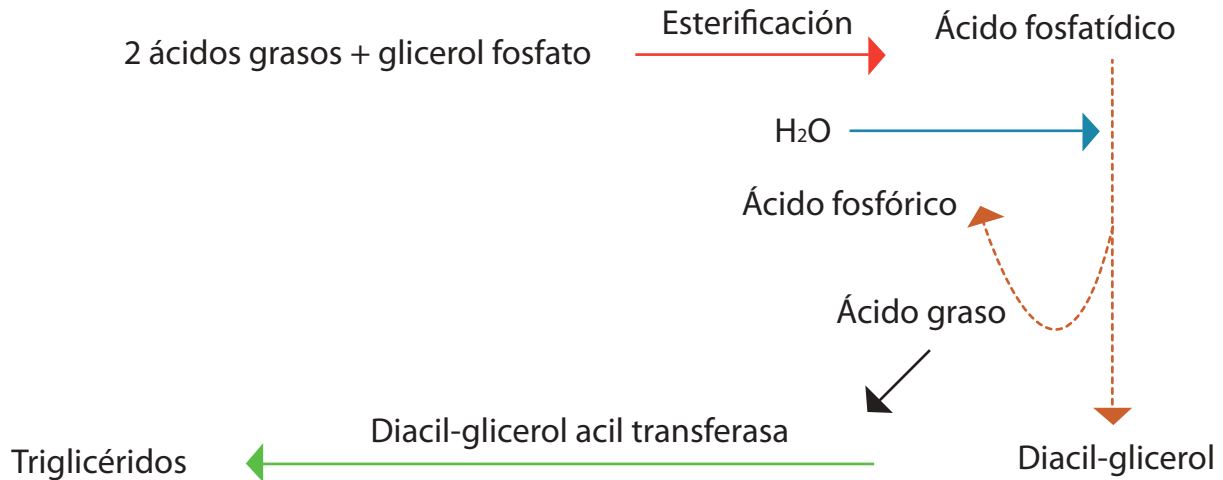 Esterificación
Ácido fosfatídico
2 ácidos grasos + glicerol fosfato
H₂O
Ácido fosfórico
Ácido graso
Diacil-glicerol acil transferasa
Triglicéridos
Diacil-glicerol